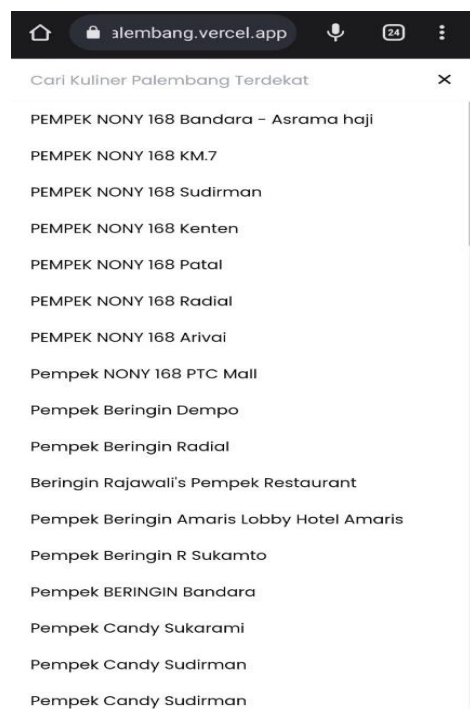 alembang.vercel.app 24
Cari Kuliner Palembang Terdekat ×
PEMPEK NONY 168 Bandara - Asrama haji
PEMPEK NONY 168 KM.7
PEMPEK NONY 168 Sudirman
PEMPEK NONY 168 Kenten
PEMPEK NONY 168 Patal
PEMPEK NONY 168 Radial
PEMPEK NONY 168 Arivai
Pempek NONY 168 PTC Mall
Pempek Beringin Dempo
Pempek Beringin Radial
Beringin Rajawali's Pempek Restaurant
Pempek Beringin Amaris Lobby Hotel Amaris
Pempek Beringin R Sukamto
Pempek BERINGIN Bandara
Pempek Candy Sukarami
Pempek Candy Sudirman
Pempek Candy Sudirman